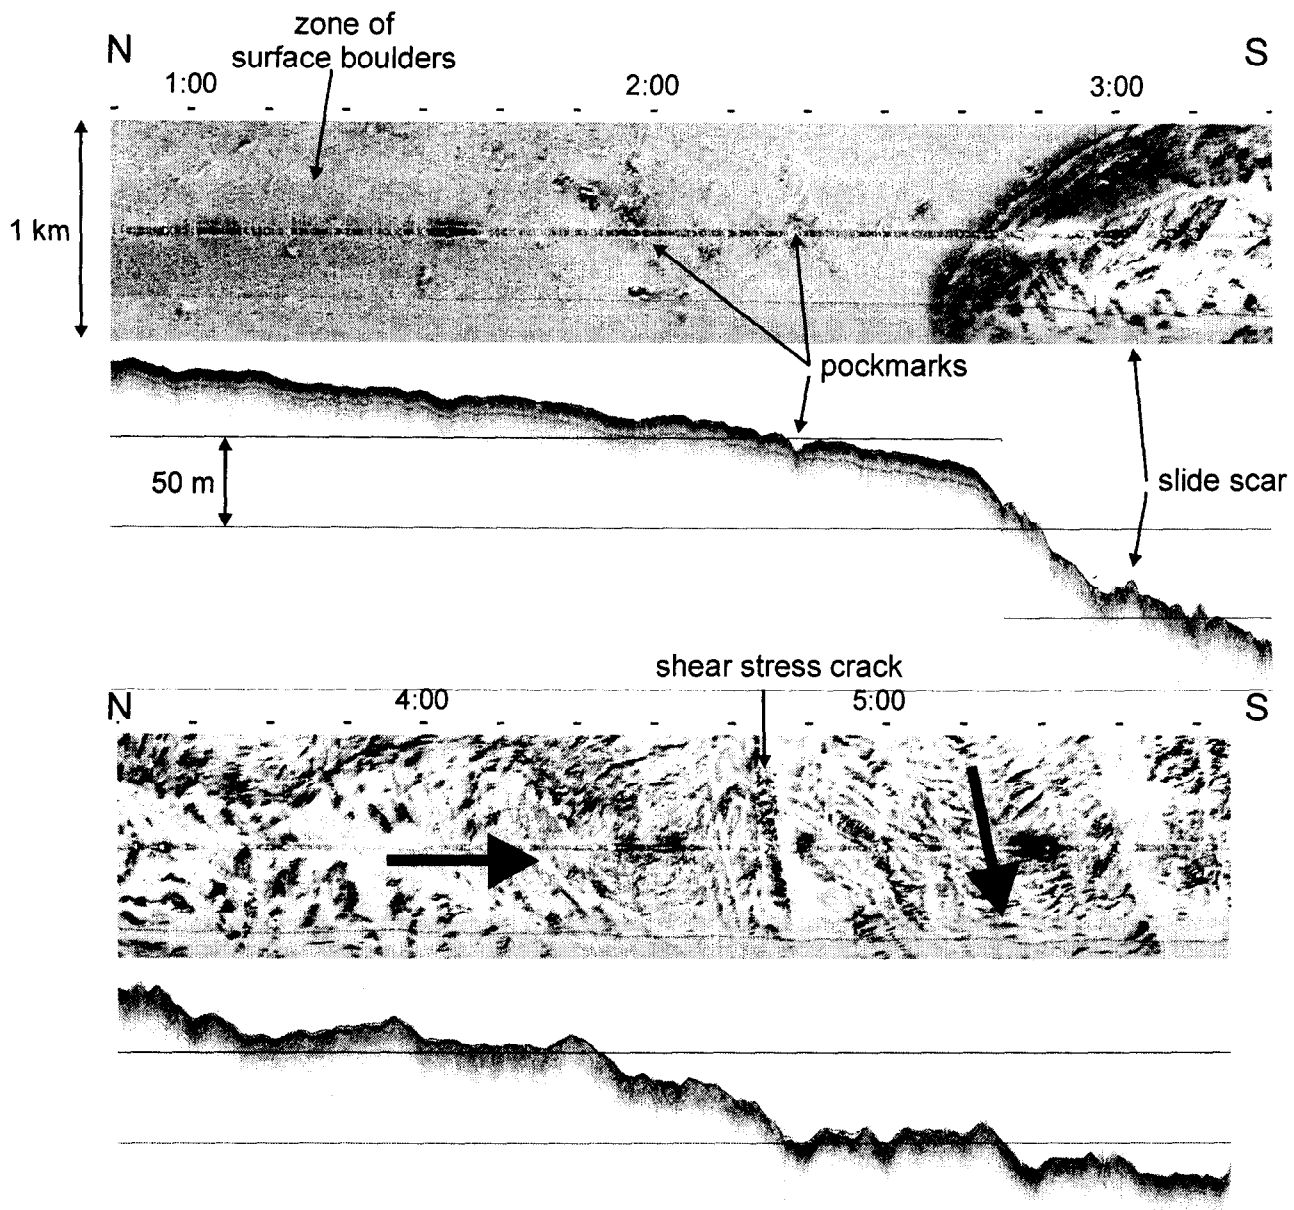 zone of
surface boulders
N
S
1:00
2:00
3:00
1 km
pockmarks
50 m
slide scar
shear stress crack
N
4:00
5:00
S